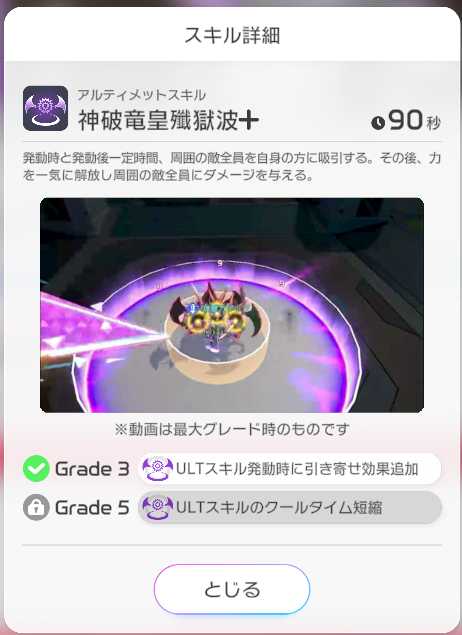 スキル詳細
アルティメットスキル
神破竜皇殲獄波+
90秒
発動時と発動後一定時間、周囲の敵全員を自身の方に吸引する。その後、力
を一気に解放し周囲の敵全員にダメージを与える。
※動画は最大グレード時のものです
Grade 3 ULTスキル発動時に引き寄せ効果追加
Grade 5 ULTスキルのクールタイム短縮
とじる